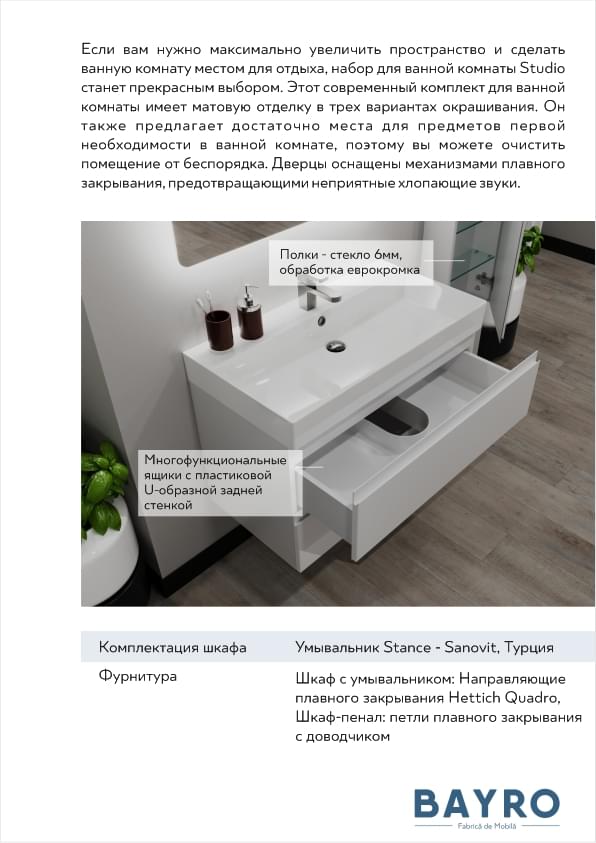 Если вам нужно максимально увеличить пространство и сделать
ванную комнату местом для отдыха, набор для ванной комнаты Studio
станет прекрасным выбором. Этот современный комплект для ванной
комнаты имеет матовую отделку в трех вариантах окрашивания. Он
также предлагает достаточно места для предметов первой
необходимости в ванной комнате, поэтому вы можете очистить
помещение от беспорядка. Дверцы оснащены механизмами плавного
закрывания, предотвращающими неприятные хлопающие звуки.
Полки - стекло 6мм,
обработка еврокромка
Многофункциональные
ящики с пластиковой
U-образной задней
стенкой
Комплектация шкафа
Умывальник Stance - Sanovit, Турция
Фурнитура
Шкаф с умывальником: Направляющие
плавного закрывания Hettich Quadro,
Шкаф-пенал: петли плавного закрывания
с доводчиком
BAYRO
Fabrică de Mobilă